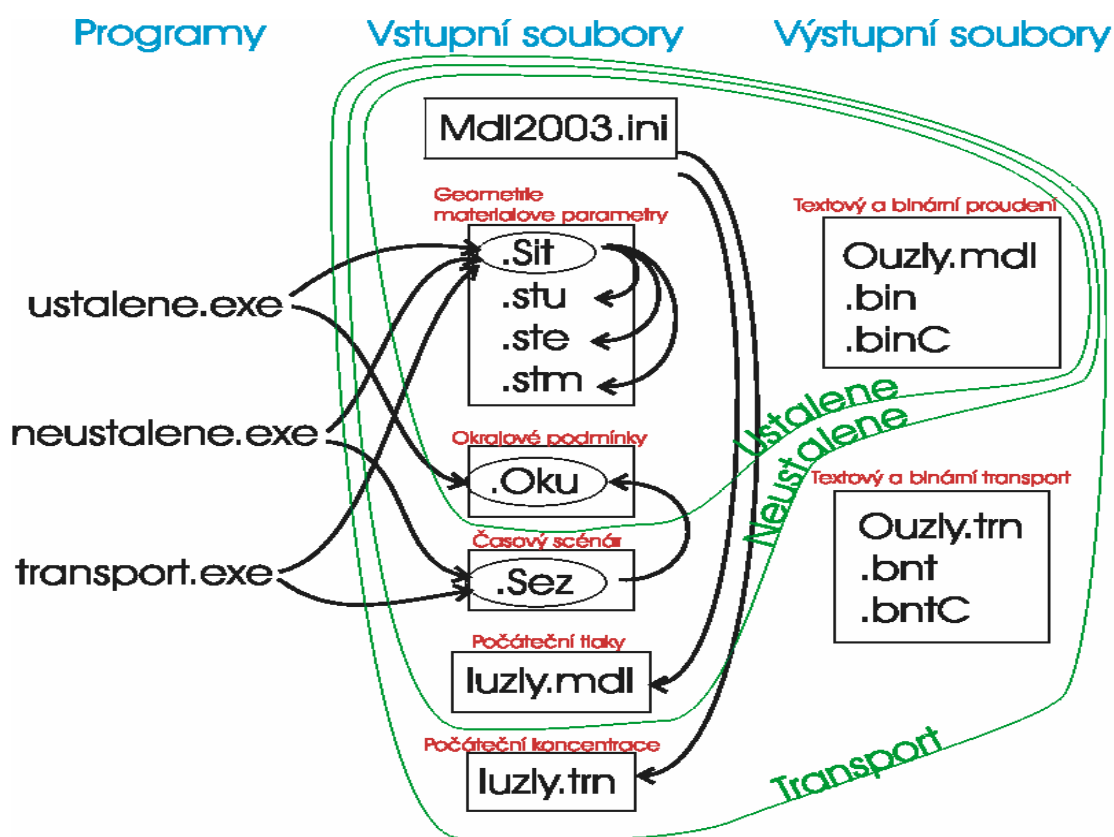 Programy
Vstupní soubory
Výstupní soubory
ustalene.exe
neustalene.exe
transport.exe
Mdl2003.ini
Geometrie
materialove parametry
.Sit
.stu
.ste
.stm
Okrajové podmínky
.Oku
Časový scénár
.Sez
Počáteční tlaky
Iuzly.mdl
Počáteční koncentrace
Iuzly.trn
Textový a binární proudení
Ouzly.mdl
.bin
.binC
Textový a binární transport
Ouzly.trn
.bnt
.bntC
Ustalene
Neustalene
Transport